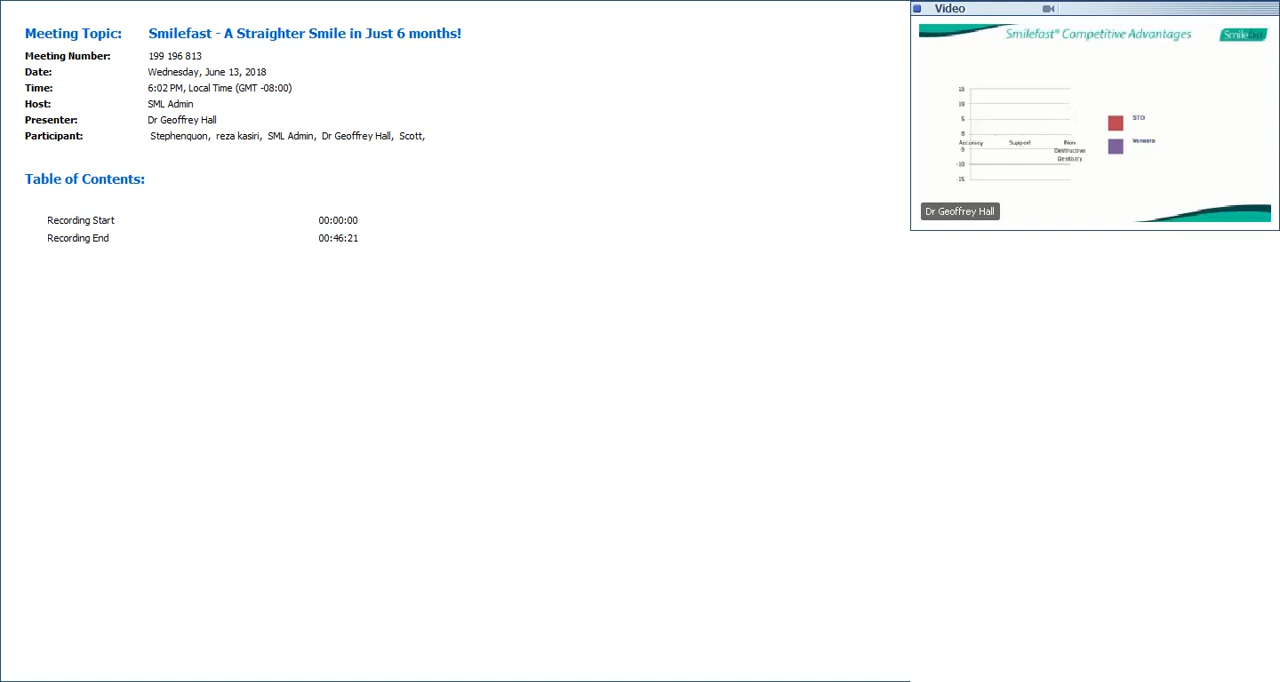 Meeting Topic: Smilefast - A Straighter Smile in Just 6 months!
Meeting Number: 199 196 813
Date: Wednesday, June 13, 2018
Time: 6:02 PM, Local Time (GMT -08:00)
Host: SML Admin
Presenter: Dr Geoffrey Hall
Participant: Stephenquon, reza kasiri, SML Admin, Dr Geoffrey Hall, Scott,
Table of Contents:
Recording Start 00:00:00
Recording End 00:46:21
Video
Smilefast® Competitive Advantages
Smilefast
15
10
5
0
-5
-10
-15
Accuracy
Support
Non
Destructive
Dentistry
STO
Veneers
Dr Geoffrey Hall